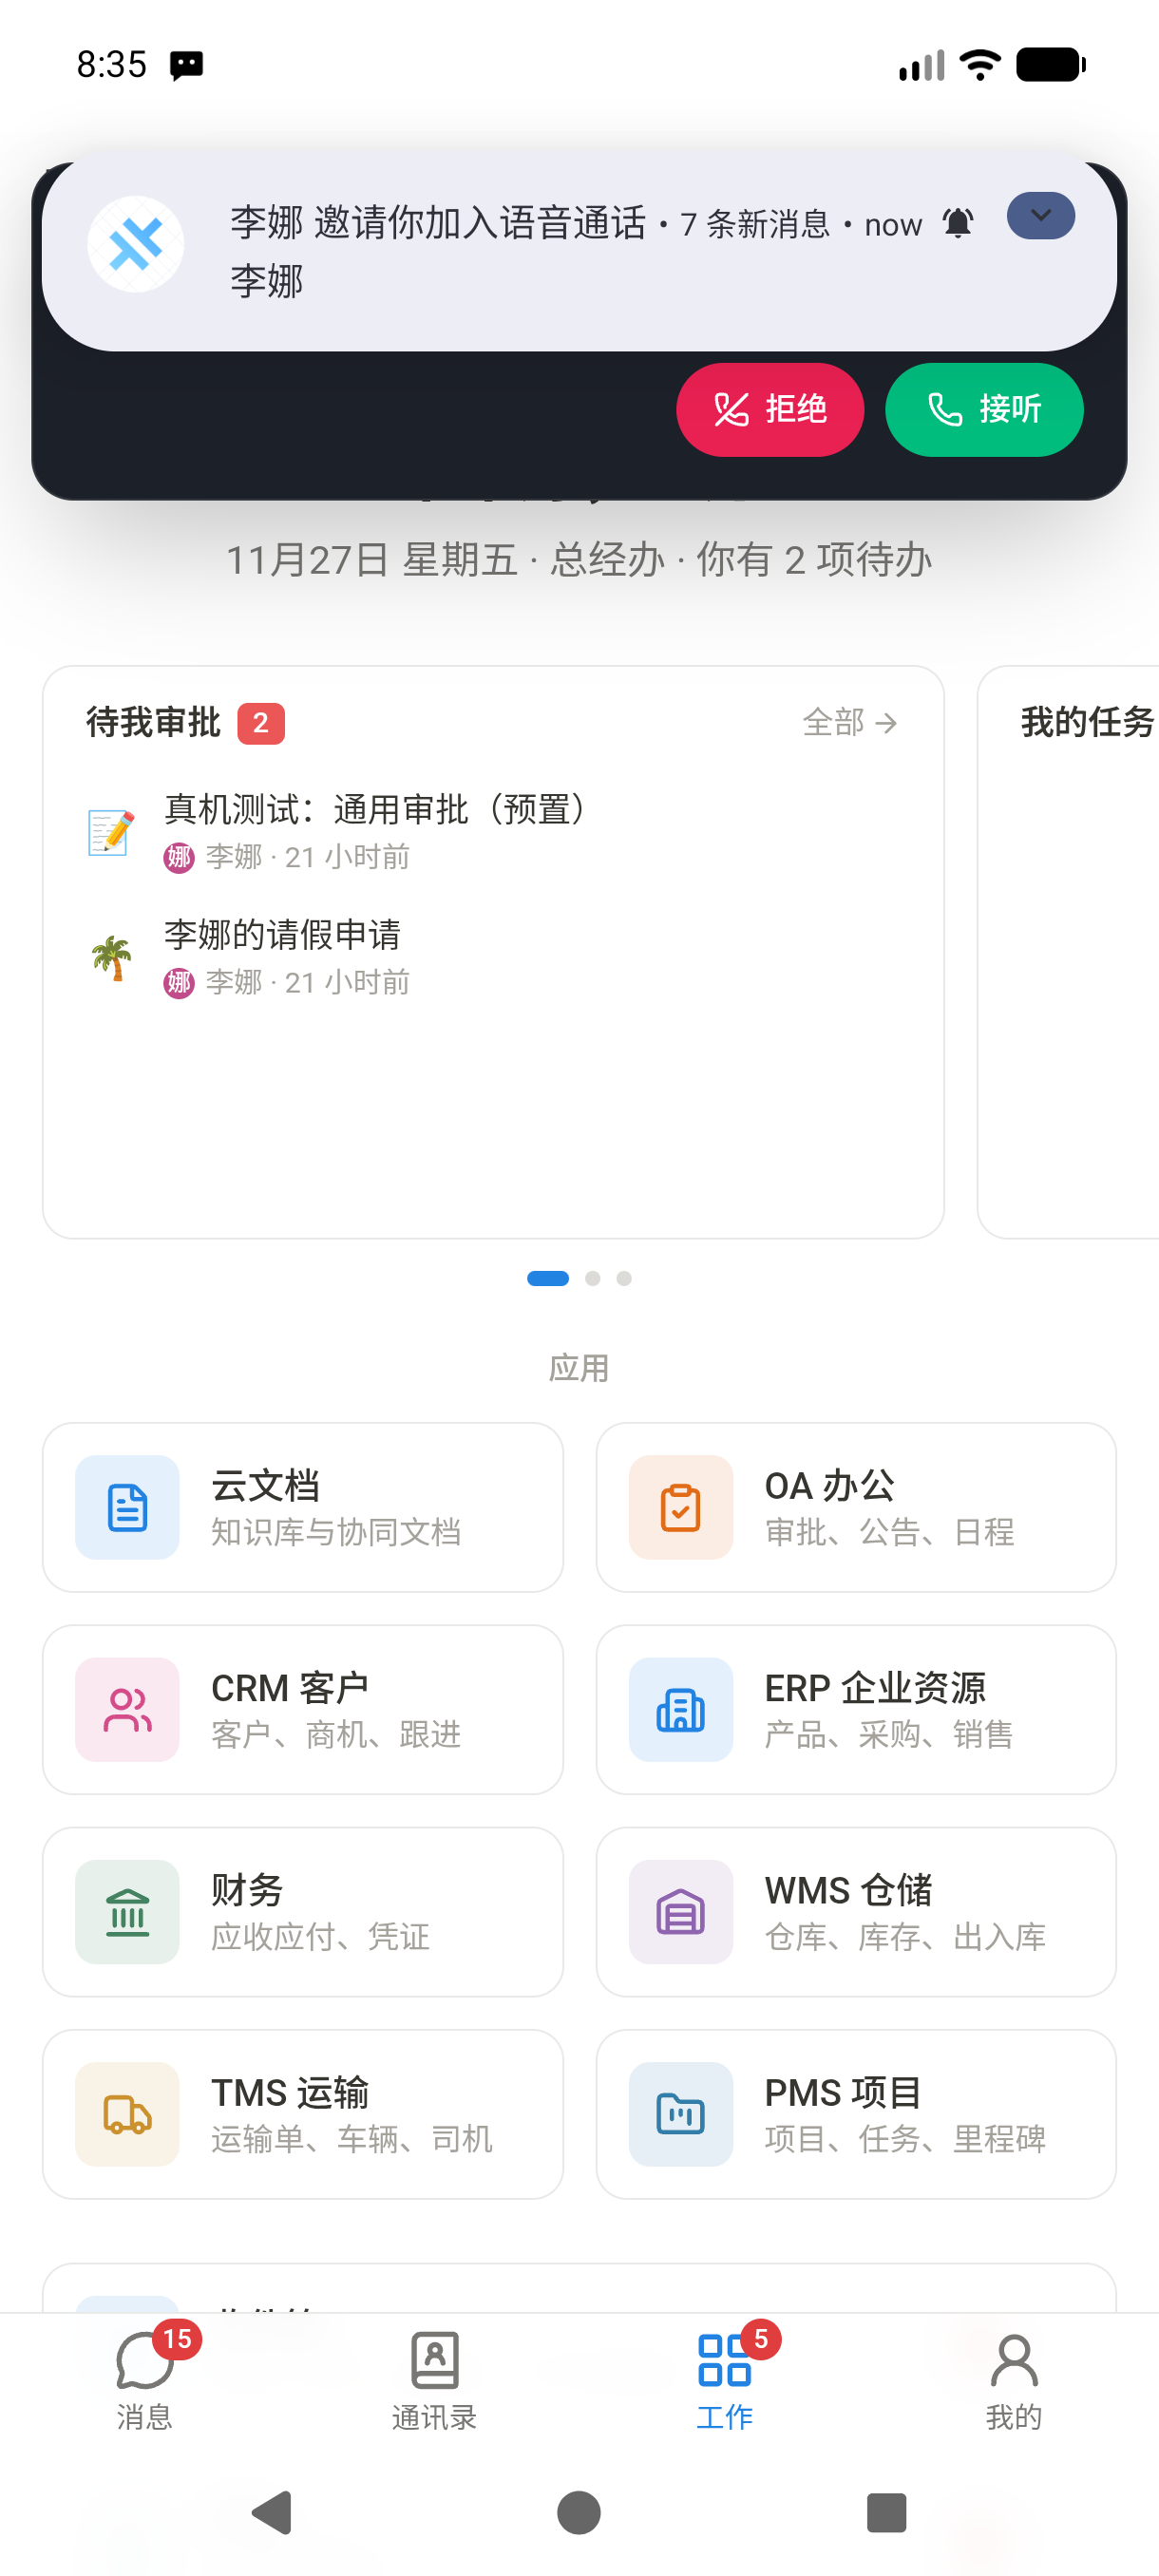 8:35
李娜 邀请你加入语音通话 · 7 条新消息 · now
李娜
拒绝
接听
11月27日 星期五 · 总经办 · 你有 2 项待办
待我审批 2
全部 →
我的任务
真机测试：通用审批（预置）
娜 李娜 · 21 小时前
李娜的请假申请
娜 李娜 · 21 小时前
应用
云文档
知识库与协同文档
OA 办公
审批、公告、日程
CRM 客户
客户、商机、跟进
ERP 企业资源
产品、采购、销售
财务
应收应付、凭证
WMS 仓储
仓库、库存、出入库
TMS 运输
运输单、车辆、司机
PMS 项目
项目、任务、里程碑
15
5
消息
通讯录
工作
我的